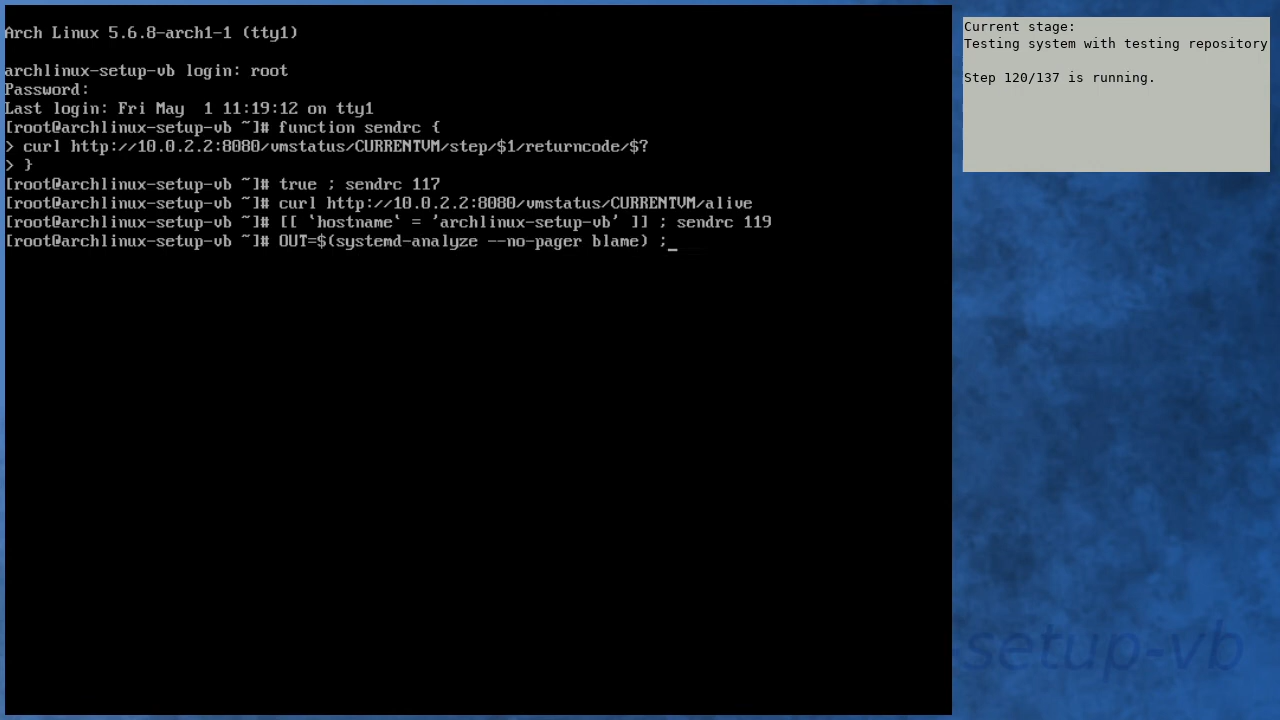 Arch Linux 5.6.8-arch1-1 (tty1)
archlinux-setup-vb login: root
Password:
Last login: Fri May  1 11:19:12 on tty1
[root@archlinux-setup-vb ~]# function sendrc {
> curl http://10.0.2.2:8080/vmstatus/CURRENTVM/step/$1/returncode/$?
> }
[root@archlinux-setup-vb ~]# true ; sendrc 117
[root@archlinux-setup-vb ~]# curl http://10.0.2.2:8080/vmstatus/CURRENTVM/alive
[root@archlinux-setup-vb ~]# [[ `hostname` = 'archlinux-setup-vb' ]] ; sendrc 119
[root@archlinux-setup-vb ~]# OUT=$(systemd-analyze --no-pager blame) ;_
Current stage:
Testing system with testing repository
Step 120/137 is running.
setup-vb